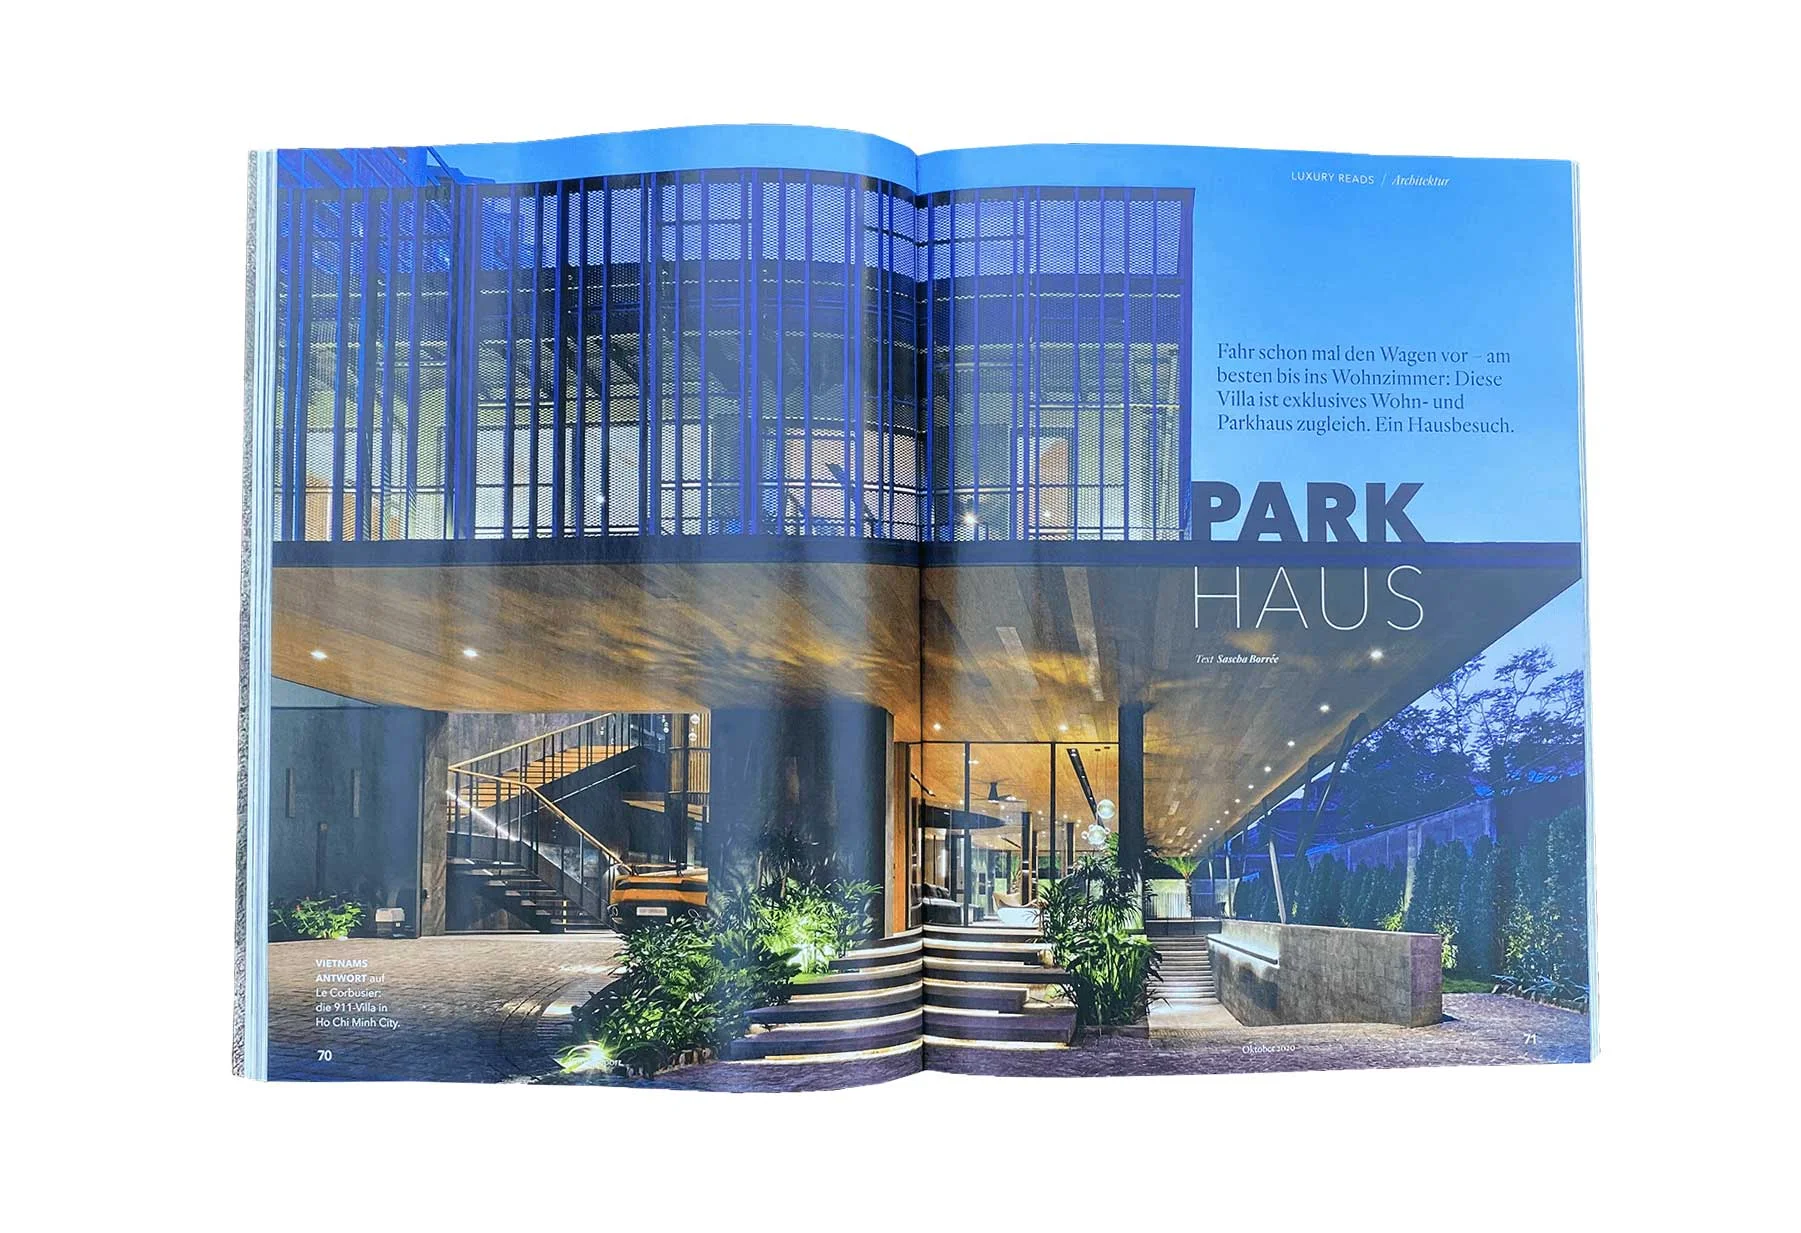 LUXURY READS / Architektur
Fahr schon mal den Wagen vor – am
besten bis ins Wohnzimmer: Diese
Villa ist exklusives Wohn- und
Parkhaus zugleich. Ein Hausbesuch.
PARK
HAUS
Text Sascha Borrée
VIETNAMS
ANTWORT auf
Le Corbusier:
die 911-Villa in
Ho Chi Minh City.
70
Oktober 2020
71